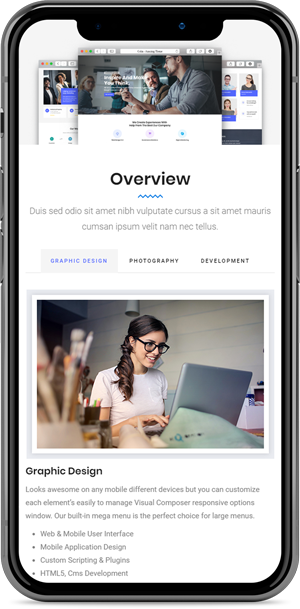 Overview
Duis sed odio sit amet nibh vulputate cursus a sit amet mauris
cumsan ipsum velit nam nec tellus.
GRAPHIC DESIGN
PHOTOGRAPHY
DEVELOPMENT
Graphic Design
Looks awesome on any mobile different devices but you can customize
each element's easily to manage Visual Composer responsive options
window. Our built-in mega menu is the perfect choice for large menus.
• Web & Mobile User Interface
• Mobile Application Design
• Custom Scripting & Plugins
• HTML5, Cms Development